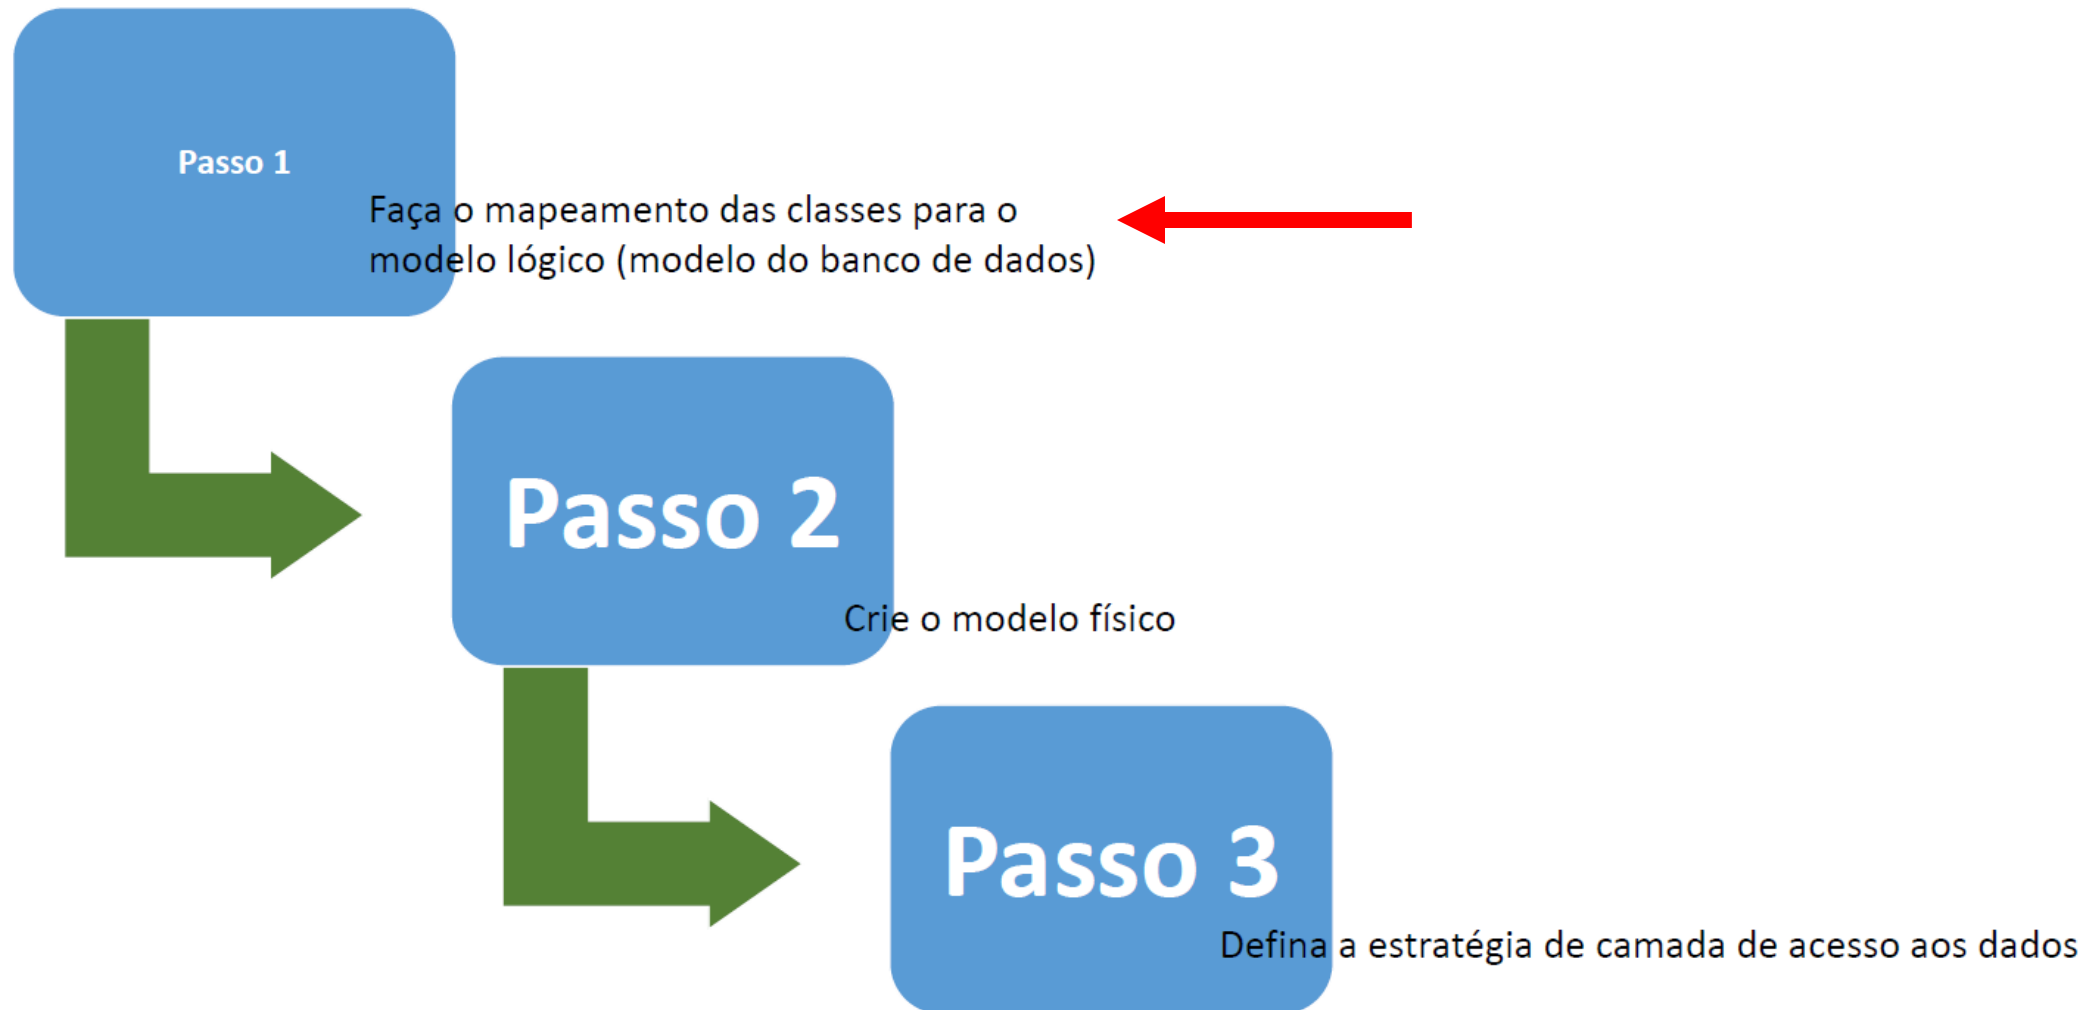 Passo 1
Faça o mapeamento das classes para o
modelo lógico (modelo do banco de dados)
Passo 2
Crie o modelo físico
Passo 3
Defina a estratégia de camada de acesso aos dados